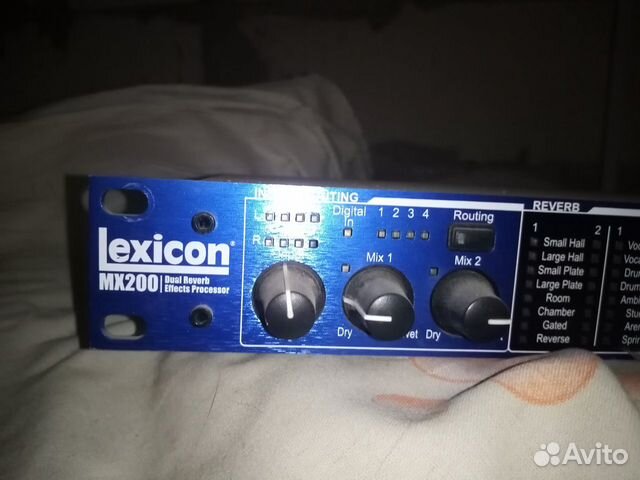 Lexicon®
MX200 Dual Reverb
Effects Processor
L
R
Digital
In
1 2 3 4
Routing
Mix 1
Mix 2
Dry
Dry
REVERB
1 2
Small Hall
Large Hall
Small Plate
Large Plate
Room
Chamber
Gated
Reverse
1
Avito